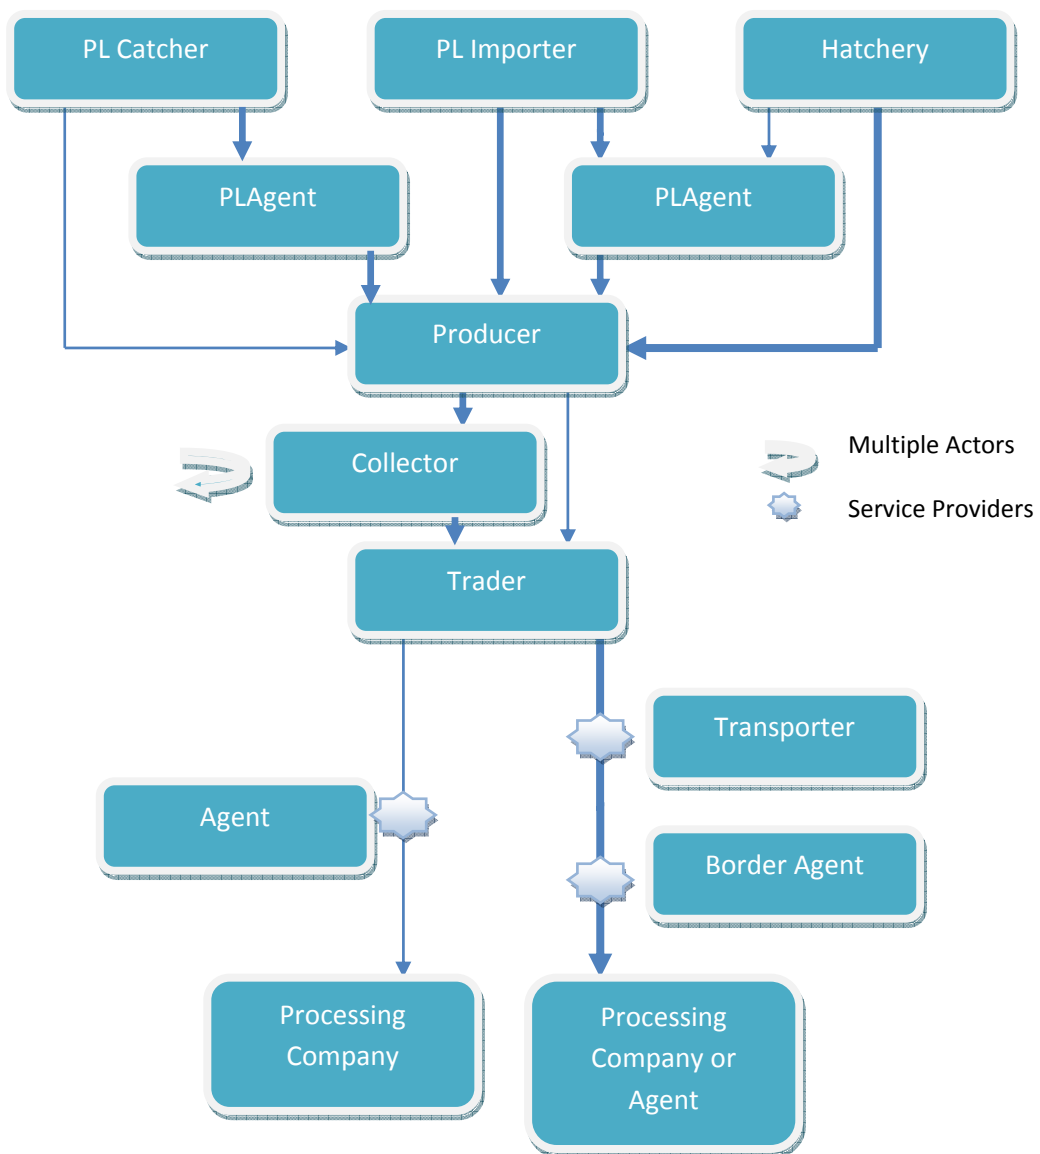 PL Catcher
PL Importer
Hatchery
PLAgent
PLAgent
Producer
Collector
Multiple Actors
Service Providers
Trader
Transporter
Agent
Border Agent
Processing
Company
Processing
Company or
Agent